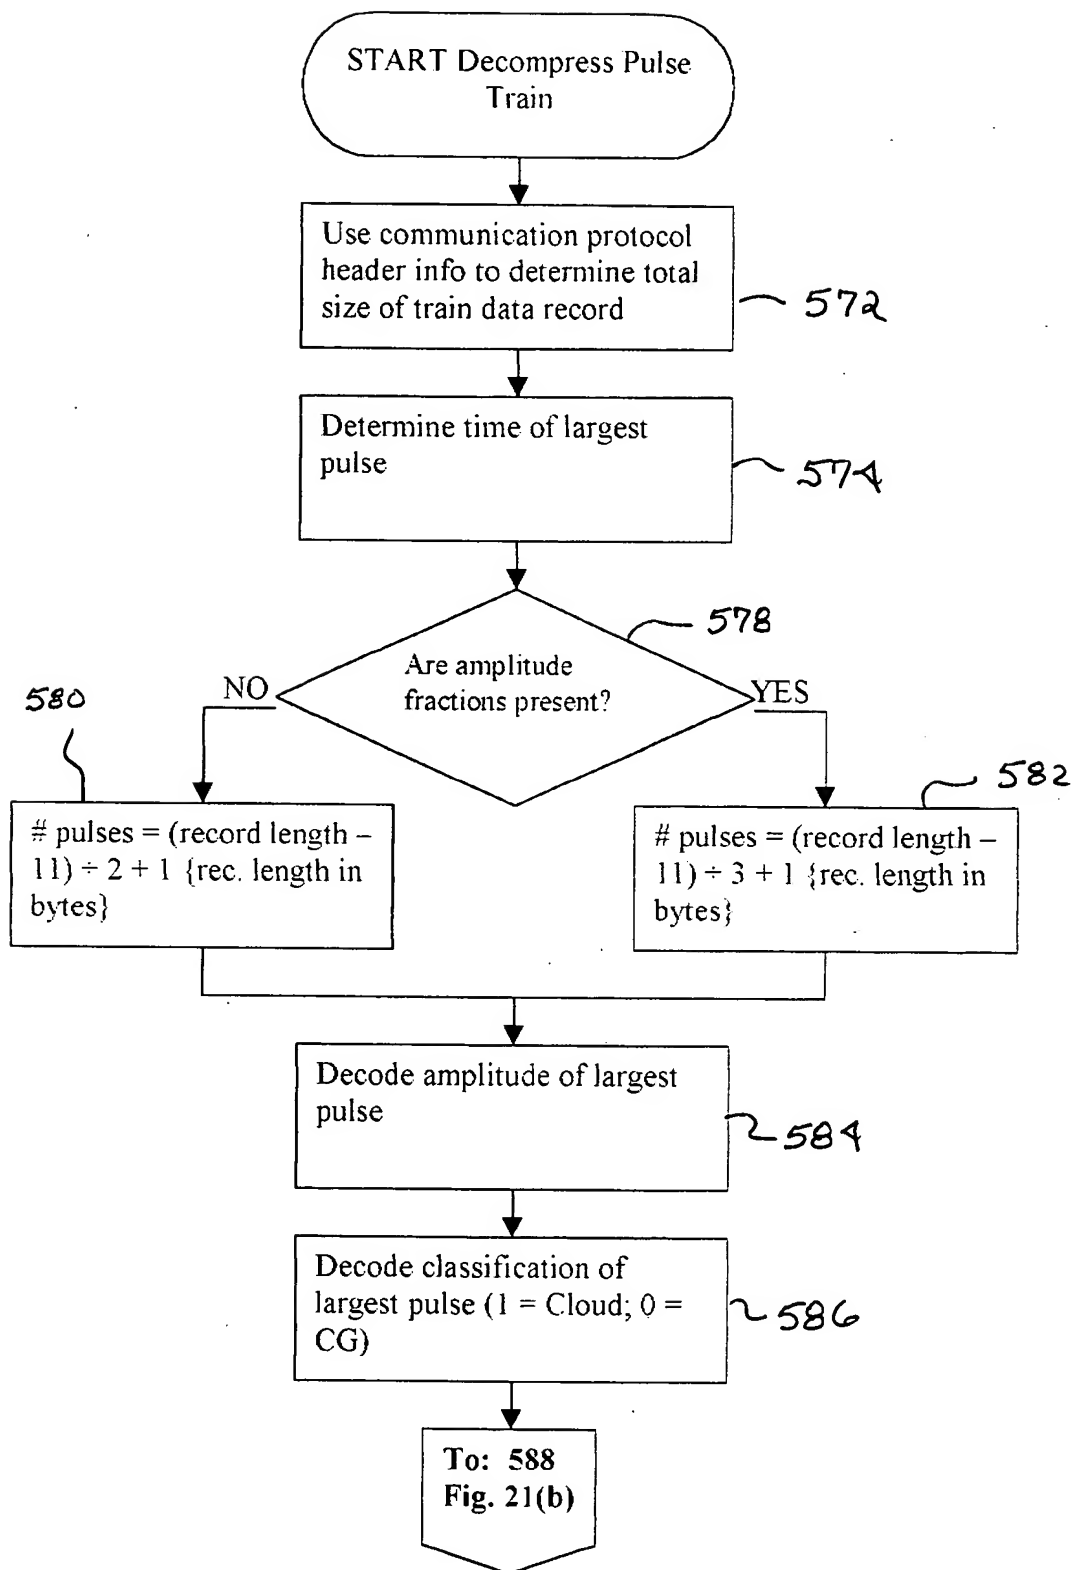 START Decompress Pulse
Train
Use communication protocol
header info to determine total
size of train data record
572
Determine time of largest
pulse
574
578
Are amplitude
fractions present?
NO
YES
580
582
# pulses = (record length –
11) ÷ 2 + 1 {rec. length in
bytes}
# pulses = (record length –
11) ÷ 3 + 1 {rec. length in
bytes}
Decode amplitude of largest
pulse
584
Decode classification of
largest pulse (1 = Cloud; 0 =
CG)
586
To: 588
Fig. 21(b)